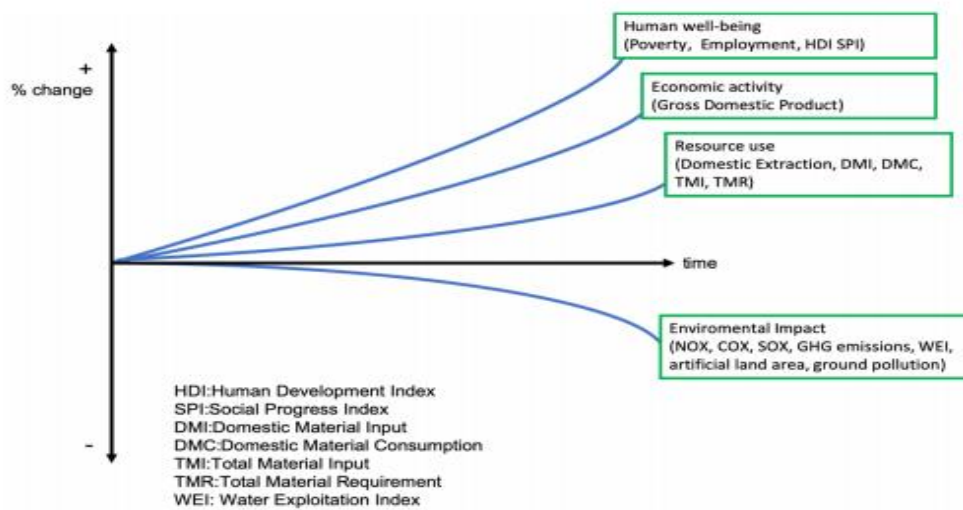 Human well-being
(Poverty, Employment, HDI SPI)
+
% change
Economic activity
(Gross Domestic Product)
Resource use
(Domestic Extraction, DMI, DMC,
TMI, TMR)
time
Enviromental Impact
(NOX, COX, SOX, GHG emissions, WEI,
artificial land area, ground pollution)
-
HDI:Human Development Index
SPI:Social Progress Index
DMI:Domestic Material Input
DMC:Domestic Material Consumption
TMI:Total Material Input
TMR:Total Material Requirement
WEI: Water Exploitation Index